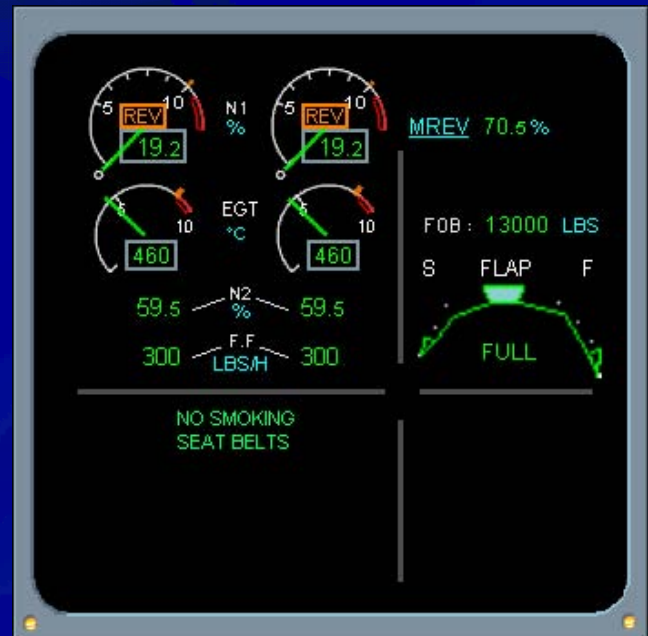 5 10 N1 5 10
REV % REV MREV 70.5%
19.2 19.2
5 EGT 5
10 °C 10 FOB : 13000 LBS
460 460 S FLAP F
59.5 N2 59.5
%
300 F.F 300 FULL
LBS/H
NO SMOKING
SEAT BELTS